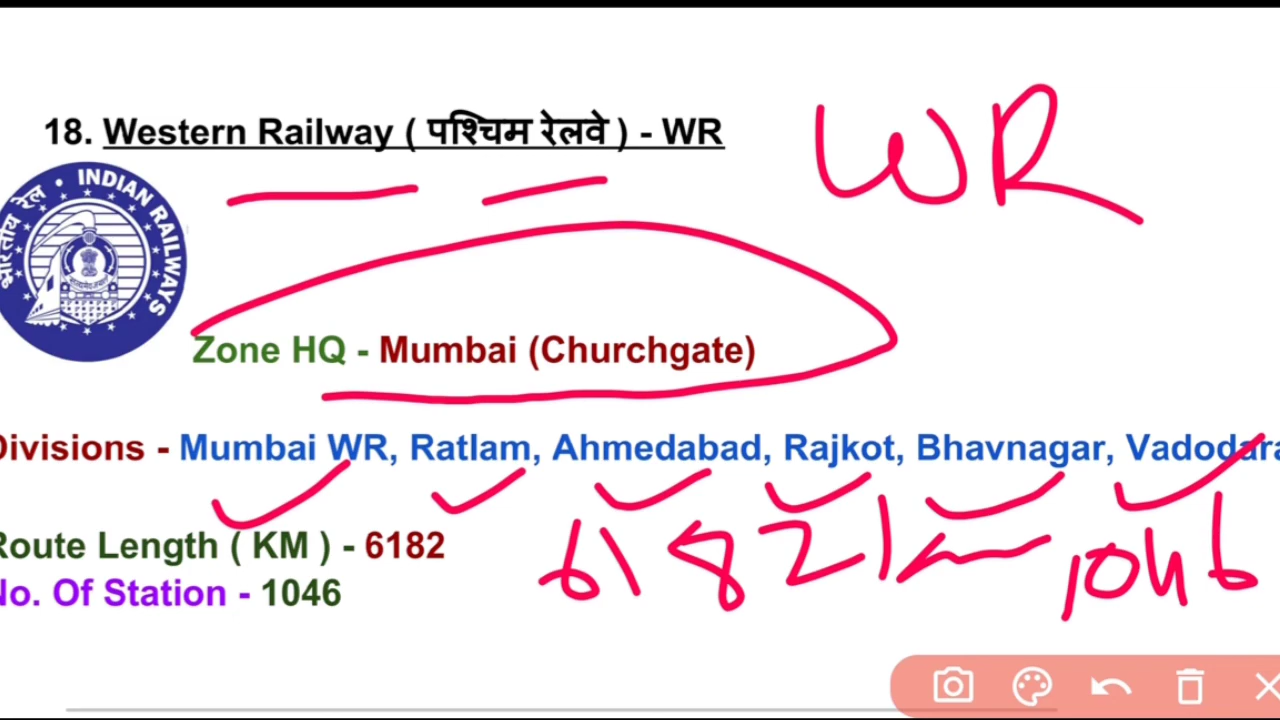 18. Western Railway ( पश्चिम रेलवे ) - WR
WR
भारतीय रेल • INDIAN RAILWAYS
Zone HQ - Mumbai (Churchgate)
Divisions - Mumbai WR, Ratlam, Ahmedabad, Rajkot, Bhavnagar, Vadodara
Route Length ( KM ) - 6182
6182
No. Of Station - 1046
1046